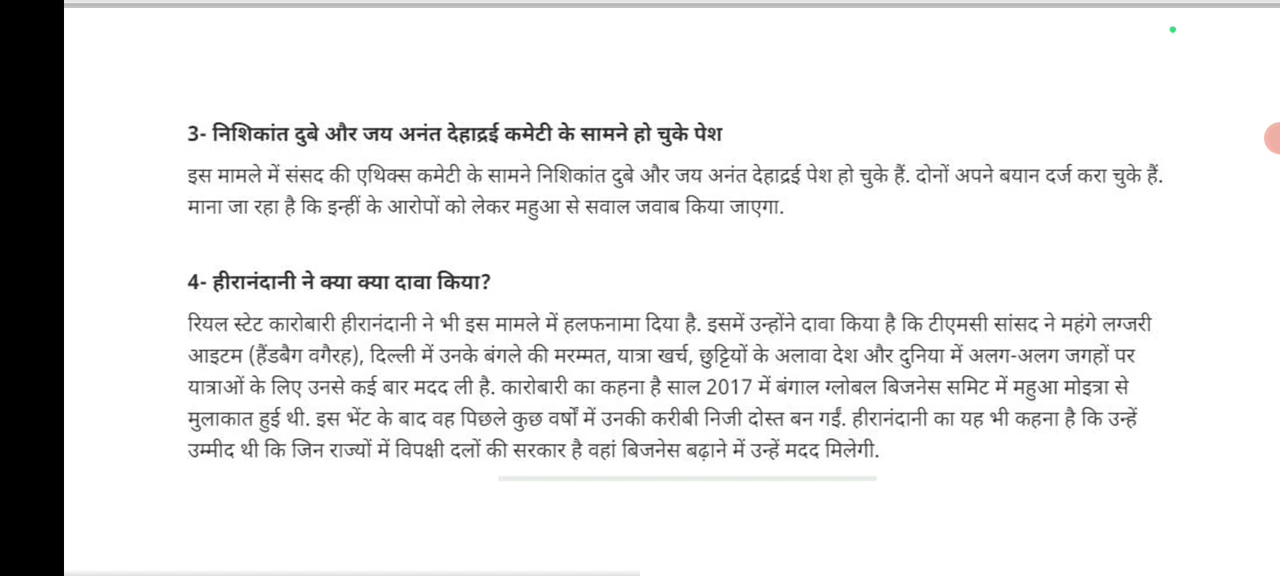 3- निशिकांत दुबे और जय अनंत देहाद्रई कमेटी के सामने हो चुके पेश
इस मामले में संसद की एथिक्स कमेटी के सामने निशिकांत दुबे और जय अनंत देहाद्रई पेश हो चुके हैं. दोनों अपने बयान दर्ज करा चुके हैं.
माना जा रहा है कि इन्हीं के आरोपों को लेकर महुआ से सवाल जवाब किया जाएगा.
4- हीरानंदानी ने क्या क्या दावा किया?
रियल स्टेट कारोबारी हीरानंदानी ने भी इस मामले में हलफनामा दिया है. इसमें उन्होंने दावा किया है कि टीएमसी सांसद ने महंगे लग्जरी
आइटम (हैंडबैग वगैरह), दिल्ली में उनके बंगले की मरम्मत, यात्रा खर्च, छुट्टियों के अलावा देश और दुनिया में अलग-अलग जगहों पर
यात्राओं के लिए उनसे कई बार मदद ली है. कारोबारी का कहना है साल 2017 में बंगाल ग्लोबल बिजनेस समिट में महुआ मोइत्रा से
मुलाकात हुई थी. इस भेंट के बाद वह पिछले कुछ वर्षों में उनकी करीबी निजी दोस्त बन गईं. हीरानंदानी का यह भी कहना है कि उन्हें
उम्मीद थी कि जिन राज्यों में विपक्षी दलों की सरकार है वहां बिजनेस बढ़ाने में उन्हें मदद मिलेगी.